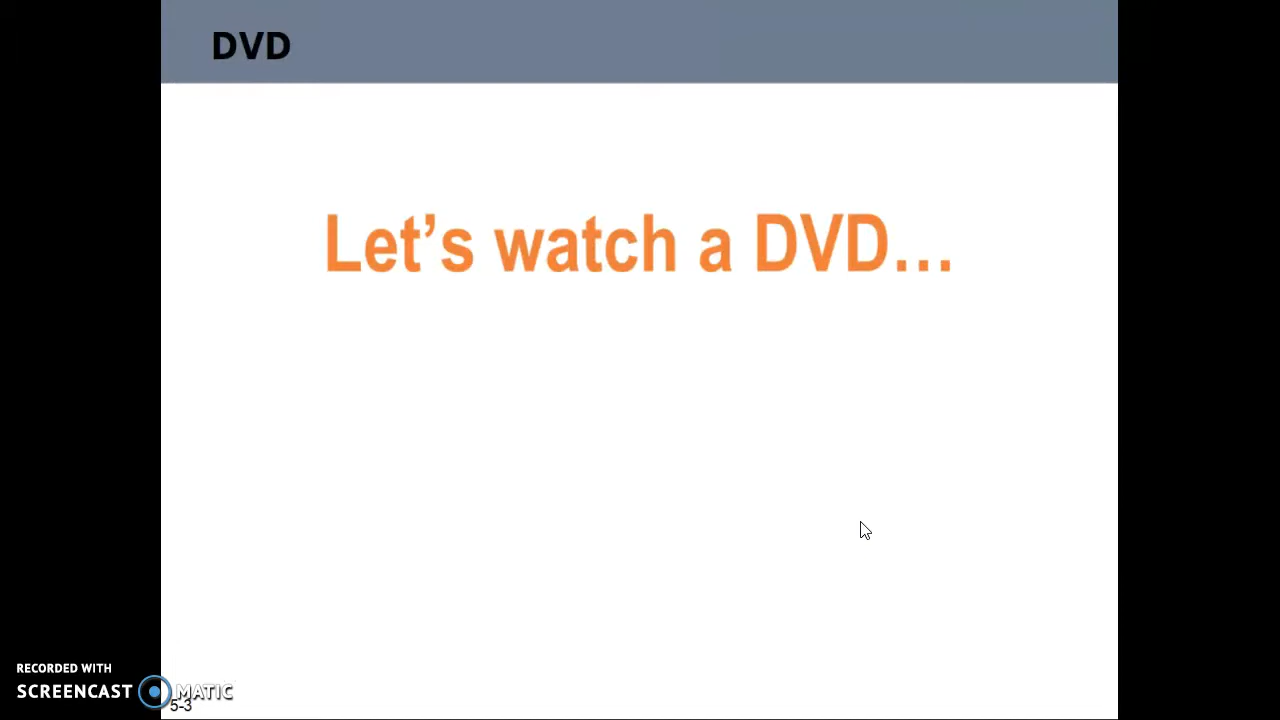 DVD
Let's watch a DVD...
RECORDED WITH
SCREENCAST MATIC
5-3